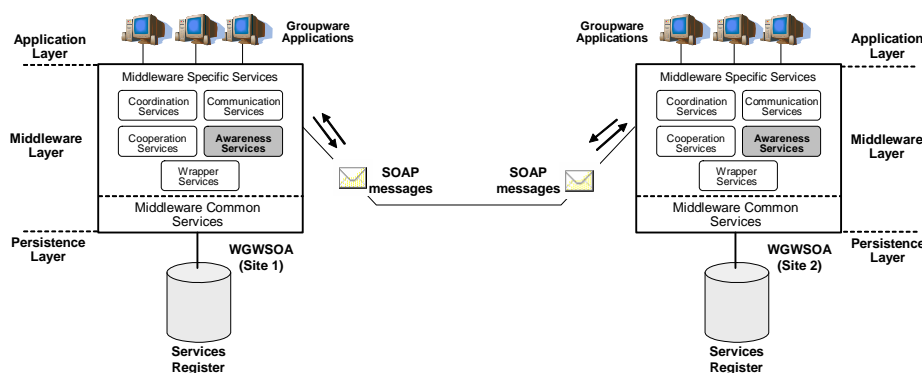 Groupware
Applications
Application
Layer
Middleware Specific Services
Coordination
Services
Communication
Services
Middleware
Layer
Cooperation
Services
Awareness
Services
Wrapper
Services
Middleware Common
Services
Persistence
Layer
WGWSOA
(Site 1)
Services
Register
SOAP
messages
SOAP
messages
Groupware
Applications
Application
Layer
Middleware Specific Services
Coordination
Services
Communication
Services
Cooperation
Services
Awareness
Services
Middleware
Layer
Wrapper
Services
Middleware Common
Services
Persistence
Layer
WGWSOA
(Site 2)
Services
Register